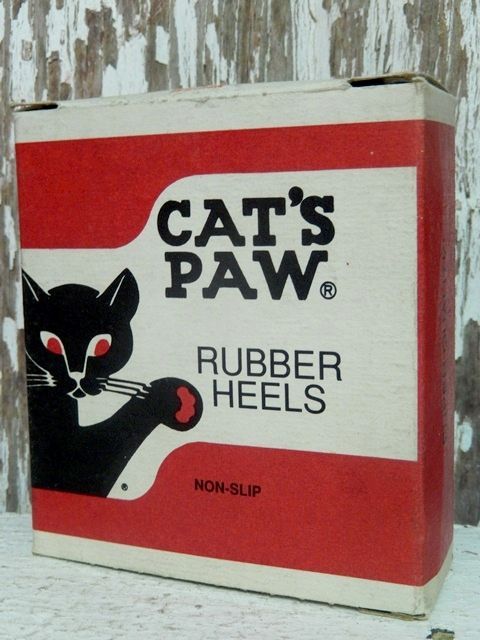 CAT'S
PAW®
RUBBER
HEELS
NON-SLIP
®